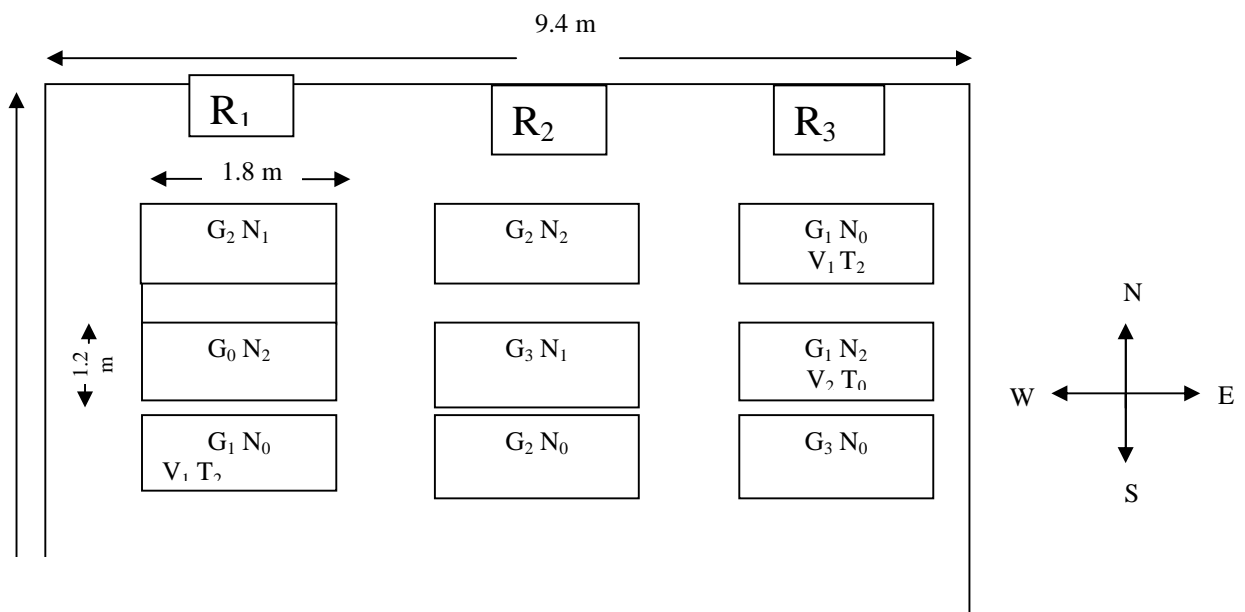 9.4 m
R₁
R₂
R₃
1.8 m
G₂ N₁
G₂ N₂
G₁ N₀
V₁ T₂
N
1.2 m
G₀ N₂
G₃ N₁
G₁ N₂
V₂ T₀
W
E
G₁ N₀
V₁ T₂
G₂ N₀
G₃ N₀
S